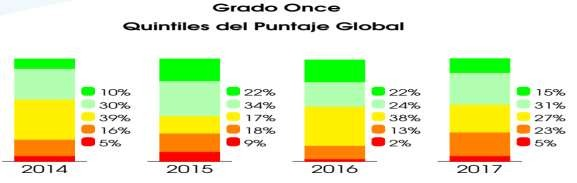 Grado Once
Quintiles del Puntaje Global
10% 22% 22% 15%
30% 34% 24% 31%
39% 17% 38% 27%
16% 18% 13% 23%
5% 9% 2% 5%
2014 2015 2016 2017